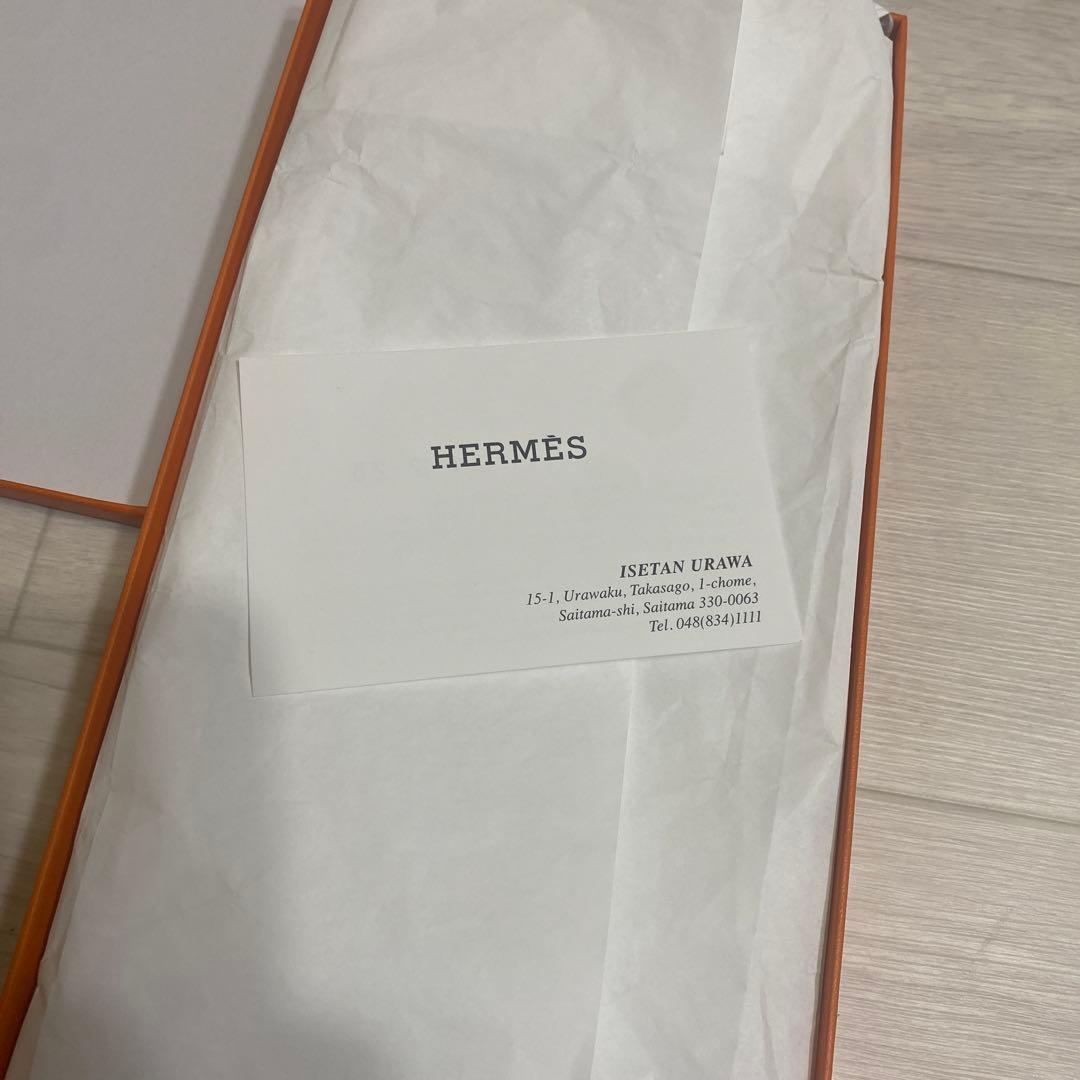 HERMÈS
ISETAN URAWA
15-1, Urawaku, Takasago, 1-chome,
Saitama-shi, Saitama 330-0063
Tel. 048(834)1111